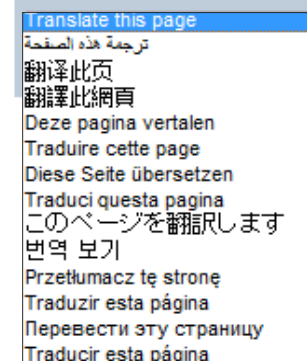 Translate this page
ترجمة هذه الصفحة
翻译此页
翻譯此網頁
Deze pagina vertalen
Traduire cette page
Diese Seite übersetzen
Traduci questa pagina
このページを翻訳します
번역 보기
Przetłumacz tę stronę
Traduzir esta página
Перевести эту страницу
Traducir esta página